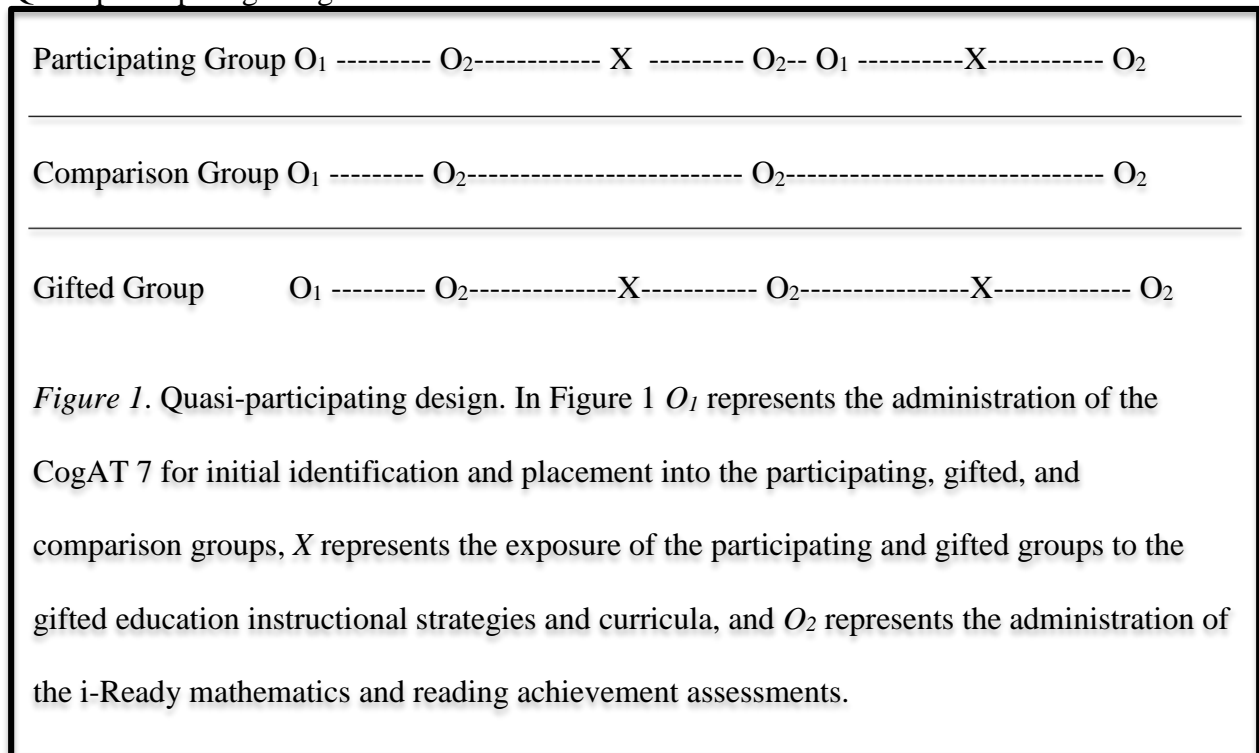 Participating Group O₁ --------- O₂------------ X --------- O₂-- O₁ ----------X----------- O₂
Comparison Group O₁ --------- O₂-------------------------- O₂------------------------------ O₂
Gifted Group O₁ --------- O₂--------------X----------- O₂----------------X------------- O₂
Figure 1. Quasi-participating design. In Figure 1 O₁ represents the administration of the
CogAT 7 for initial identification and placement into the participating, gifted, and
comparison groups, X represents the exposure of the participating and gifted groups to the
gifted education instructional strategies and curricula, and O₂ represents the administration of
the i-Ready mathematics and reading achievement assessments.